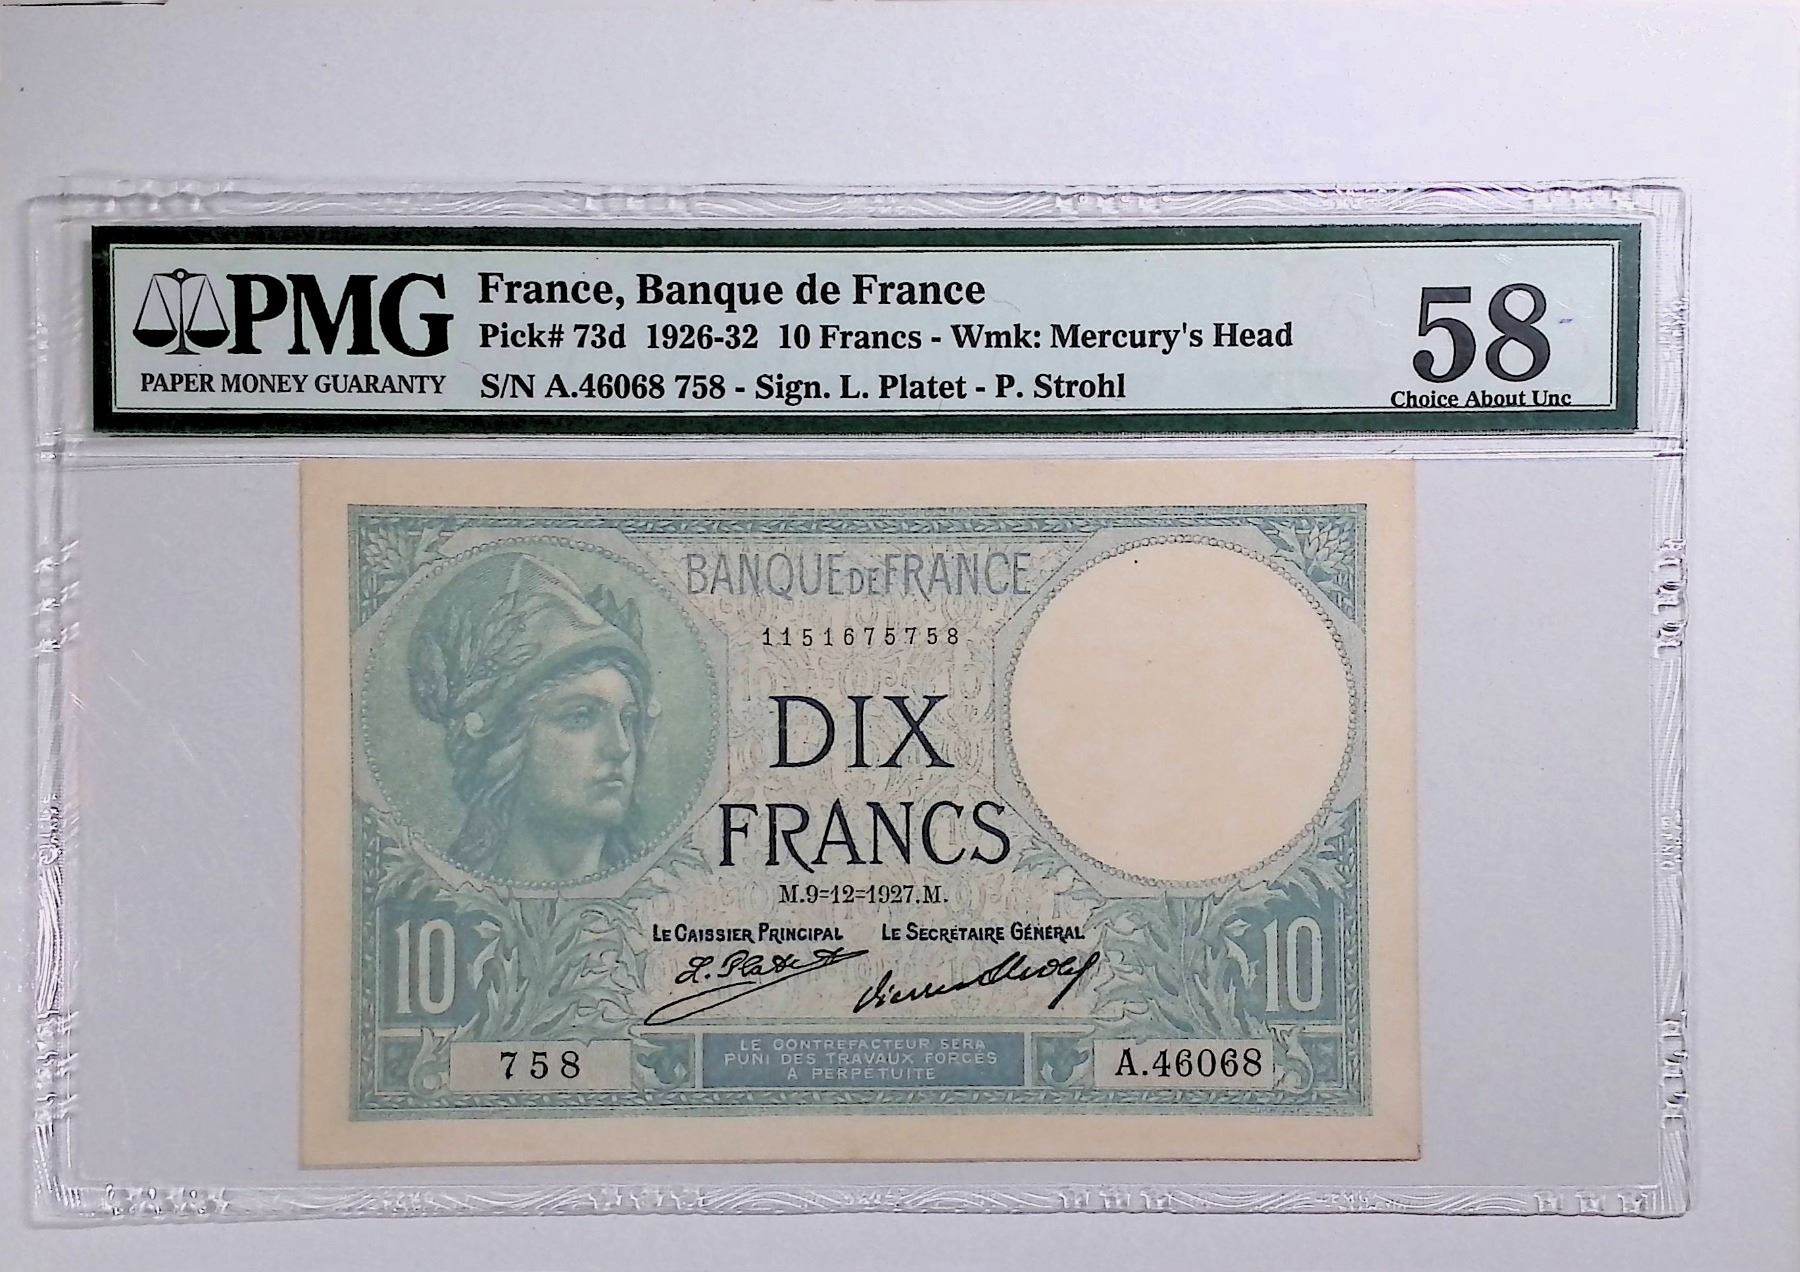 PMG
PAPER MONEY GUARANTY
France, Banque de France
Pick# 73d 1926-32 10 Francs - Wmk: Mercury's Head
S/N A.46068 758 - Sign. L. Platet - P. Strohl
58
Choice About Unc
BANQUE DE FRANCE
1151675758
DIX
FRANCS
M.9=12=1927.M.
LE CAISSIER PRINCIPAL LE SECRÉTAIRE GÉNÉRAL
L. Platet
10 10
758
LE CONTREFACTEUR SERA
PUNI DES TRAVAUX FORCÉS
À PERPÉTUITÉ
A.46068